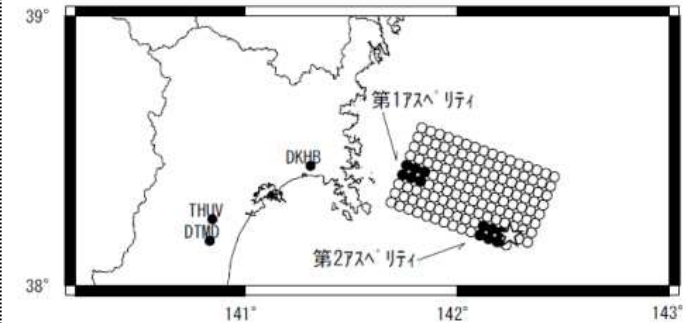 39°
第1ｱｽﾍﾟﾘﾃｨ
DKHB
THUV
DTMD
第2ｱｽﾍﾟﾘﾃｨ
38°
141° 142° 143°